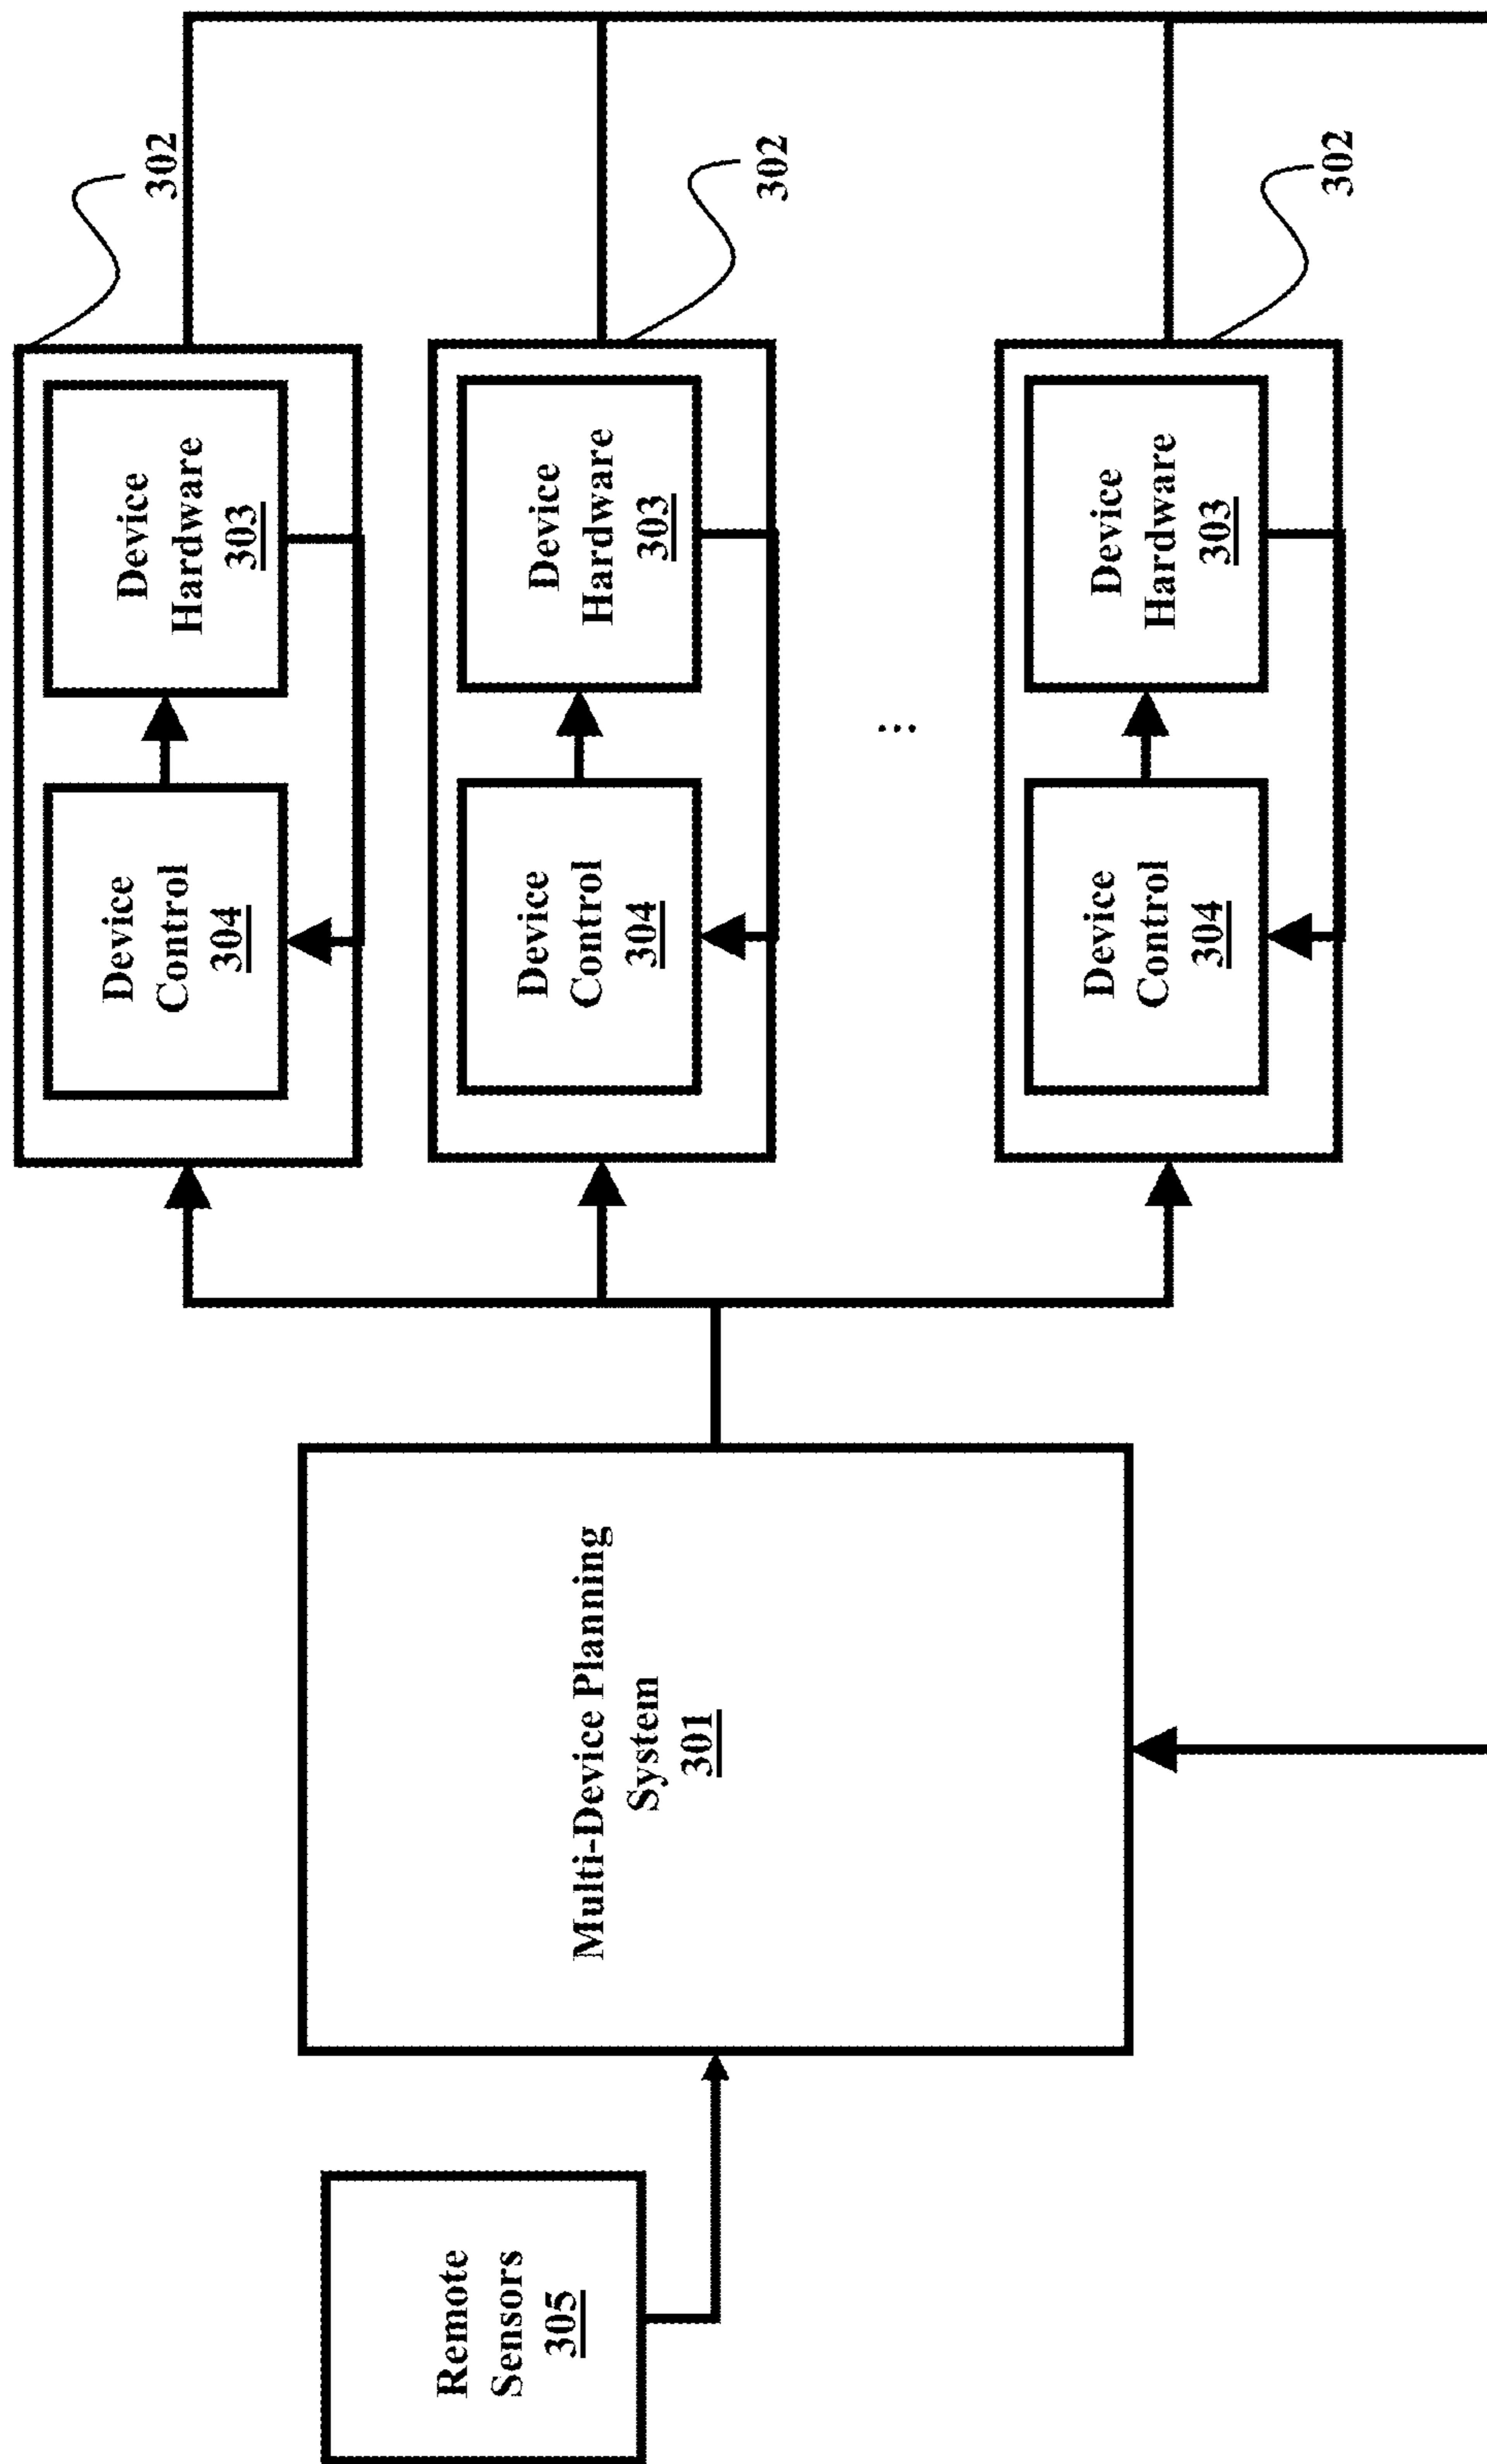 Remote
Sensors
305
Multi-Device Planning
System
301
302
Device
Control
304
Device
Hardware
303
302
Device
Control
304
Device
Hardware
303
...
302
Device
Control
304
Device
Hardware
303